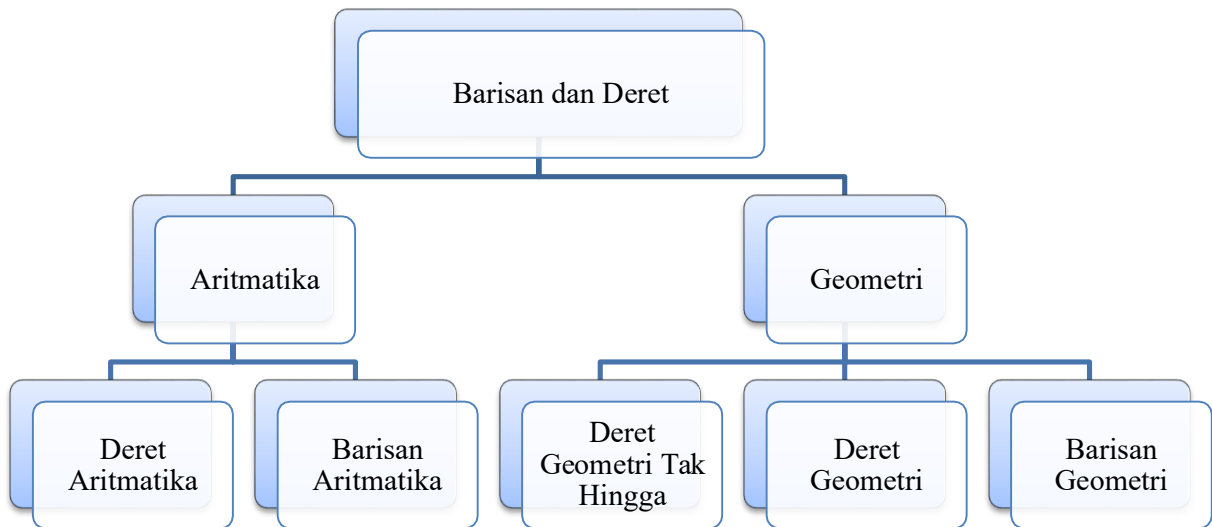 Barisan dan Deret
Aritmatika
Geometri
Deret
Aritmatika
Barisan
Aritmatika
Deret
Geometri Tak
Hingga
Deret
Geometri
Barisan
Geometri